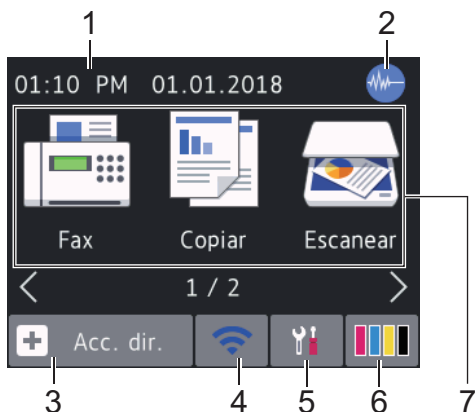 1 2
01:10 PM 01.01.2018
Fax Copiar Escanear
1 / 2
Acc. dir.
3 4 5 6 7